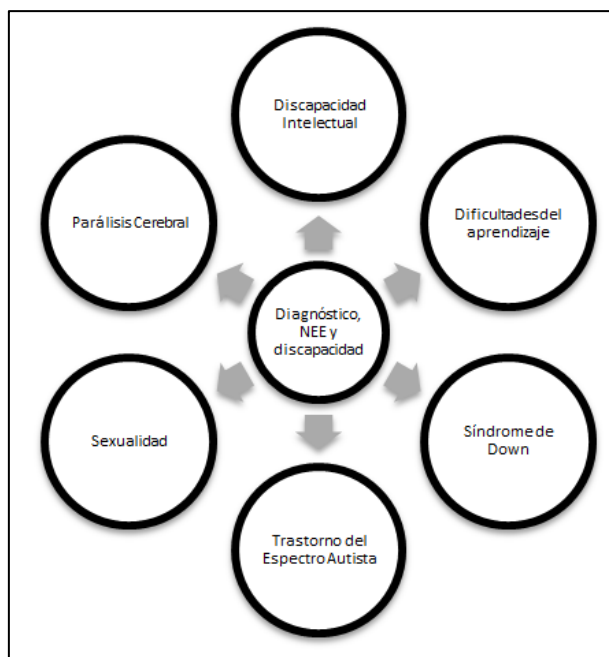 Discapacidad
Intelectual
Parálisis Cerebral
Dificultades del
aprendizaje
Diagnóstico,
NEE y
discapacidad
Sexualidad
Síndrome de
Down
Trastorno del
Espectro Autista